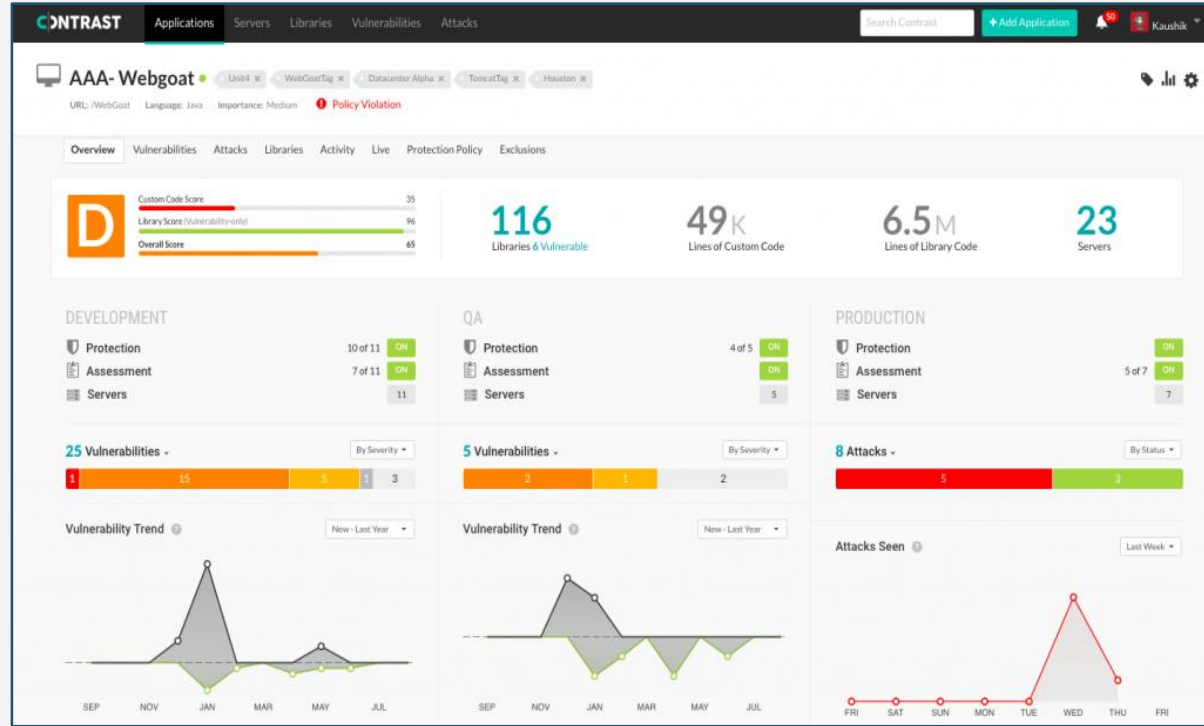 CONTRAST Applications Servers Libraries Vulnerabilities Attacks Search Contrast + Add Application 50 Kaushik
AAA- Webgoat Unit4 x WebGoatTag x Datacenter Alpha x TomcatTag x Houston x
URL: /WebGoat Language: Java Importance: Medium Policy Violation
Overview Vulnerabilities Attacks Libraries Activity Live Protection Policy Exclusions
D
Custom Code Score 35
Library Score (Vulnerability-only) 96
Overall Score 65
116
Libraries 6 Vulnerable
49K
Lines of Custom Code
6.5M
Lines of Library Code
23
Servers
DEVELOPMENT
Protection 10 of 11 ON
Assessment 7 of 11 ON
Servers 11
25 Vulnerabilities By Severity
1 15 5 1 3
Vulnerability Trend ? New - Last Year
SEP NOV JAN MAR MAY JUL
QA
Protection 4 of 5 ON
Assessment ON
Servers 5
5 Vulnerabilities By Severity
2 1 2
Vulnerability Trend ? New - Last Year
SEP NOV JAN MAR MAY JUL
PRODUCTION
Protection ON
Assessment 5 of 7 ON
Servers 7
8 Attacks By Status
5 3
Attacks Seen ? Last Week
FRI SAT SUN MON TUE WED THU FRI